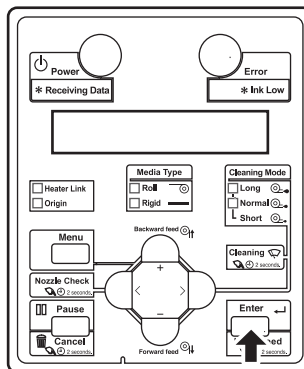 Power
Error
* Receiving Data
* Ink Low
Media Type
Cleaning Mode
Heater Link
Origin
Roll
Rigid
Long
Normal
Short
Menu
Backward feed
Cleaning
2 seconds.
Nozzle Check
2 seconds.
+
< >
−
Pause
Enter
Cancel
2 seconds.
Forward feed
2 seconds.